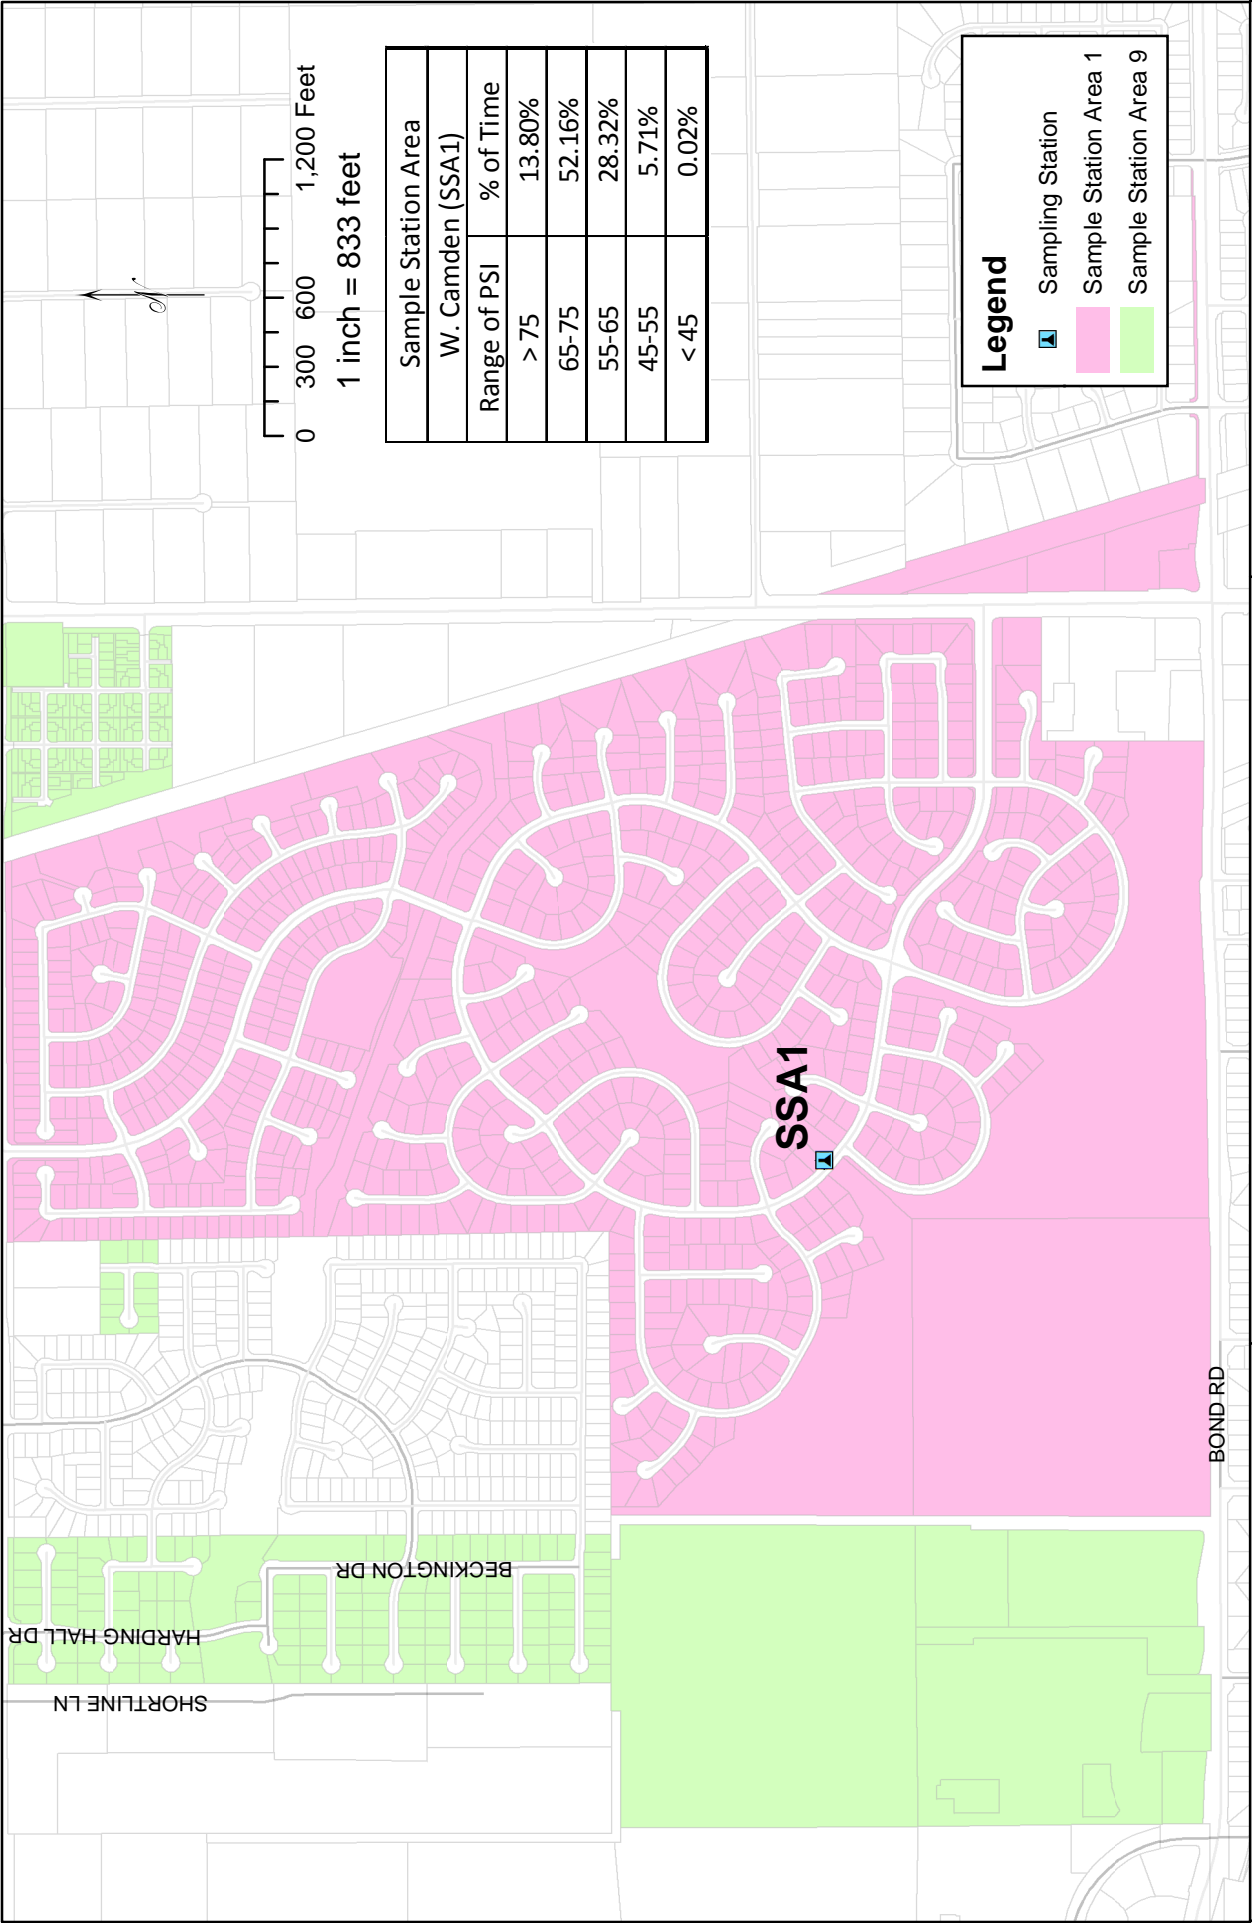 0 300 600 1,200 Feet
1 inch = 833 feet
Sample Station Area
W. Camden (SSA1)
Range of PSI % of Time
> 75 13.80%
65-75 52.16%
55-65 28.32%
45-55 5.71%
< 45 0.02%
HARDING HALL DR
SHORTLINE LN
BECKINGTON DR
SSA1
BOND RD
Legend
Sampling Station
Sample Station Area 1
Sample Station Area 9